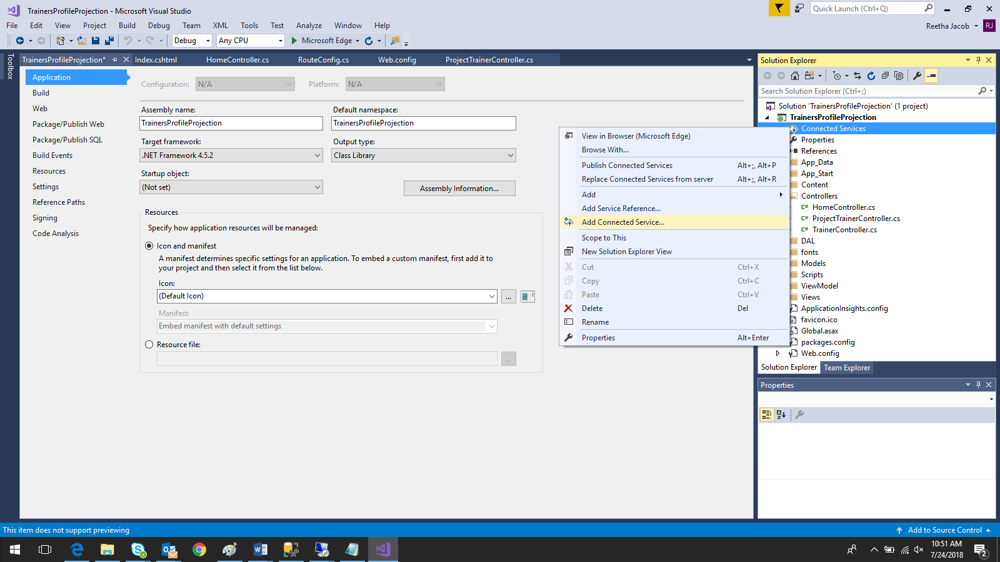 TrainersProfileProjection - Microsoft Visual Studio
Quick Launch (Ctrl+Q)
File Edit View Project Build Debug Team XML Tools Test Analyze Window Help
Reetha Jacob RJ
Debug Any CPU Microsoft Edge
Toolbox
TrainersProfileProjection* Index.cshtml HomeController.cs RouteConfig.cs Web.config ProjectTrainerController.cs
Application
Build
Web
Package/Publish Web
Package/Publish SQL
Build Events
Resources
Settings
Reference Paths
Signing
Code Analysis
Configuration: N/A Platform: N/A
Assembly name: Default namespace:
TrainersProfileProjection TrainersProfileProjection
Target framework: Output type:
.NET Framework 4.5.2 Class Library
Startup object:
(Not set) Assembly Information...
Resources
Specify how application resources will be managed:
Icon and manifest
A manifest determines specific settings for an application. To embed a custom manifest, first add it to
your project and then select it from the list below.
Icon:
(Default Icon) ...
Manifest:
Embed manifest with default settings
Resource file:
...
View in Browser (Microsoft Edge)
Browse With...
Publish Connected Services Alt+;, Alt+P
Replace Connected Services from server Alt+;, Alt+R
Add
Add Service Reference...
Add Connected Service...
Scope to This
New Solution Explorer View
Cut Ctrl+X
Copy Ctrl+C
Paste Ctrl+V
Delete Del
Rename
Properties Alt+Enter
Solution Explorer
Search Solution Explorer (Ctrl+;)
Solution 'TrainersProfileProjection' (1 project)
TrainersProfileProjection
Connected Services
Properties
References
App_Data
App_Start
Content
Controllers
C# HomeController.cs
C# ProjectTrainerController.cs
C# TrainerController.cs
DAL
fonts
Models
Scripts
ViewModel
Views
ApplicationInsights.config
favicon.ico
Global.asax
packages.config
Web.config
Solution Explorer Team Explorer
Properties
This item does not support previewing
Add to Source Control
10:51 AM
7/24/2018
2